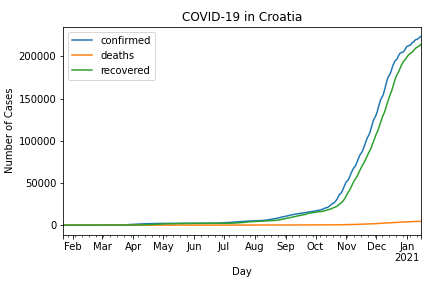 COVID-19 in Croatia
confirmed
deaths
recovered
Number of Cases
200000
150000
100000
50000
0
Feb Mar Apr May Jun Jul Aug Sep Oct Nov Dec Jan
2021
Day